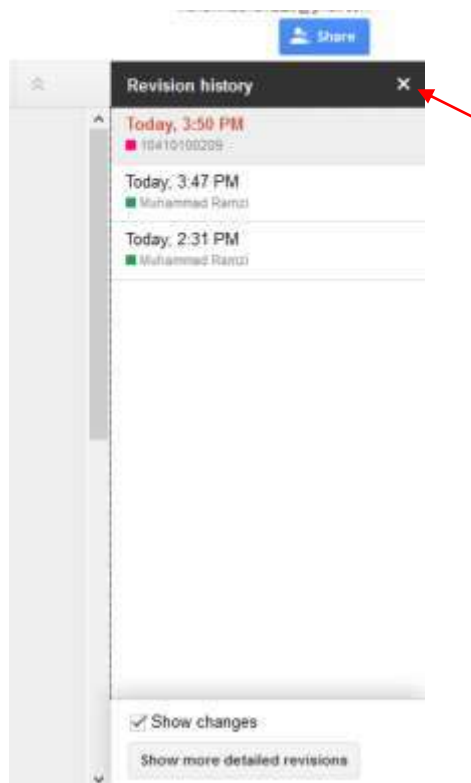 Share
Revision history
Today, 3:50 PM
10410100209
Today, 3:47 PM
Muhammad Ramzi
Today, 2:31 PM
Muhammad Ramzi
Show changes
Show more detailed revisions